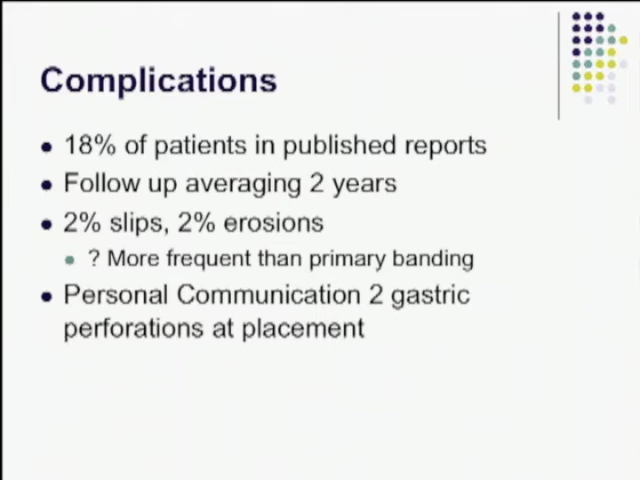 Complications
18% of patients in published reports
Follow up averaging 2 years
2% slips, 2% erosions
? More frequent than primary banding
Personal Communication 2 gastric
perforations at placement